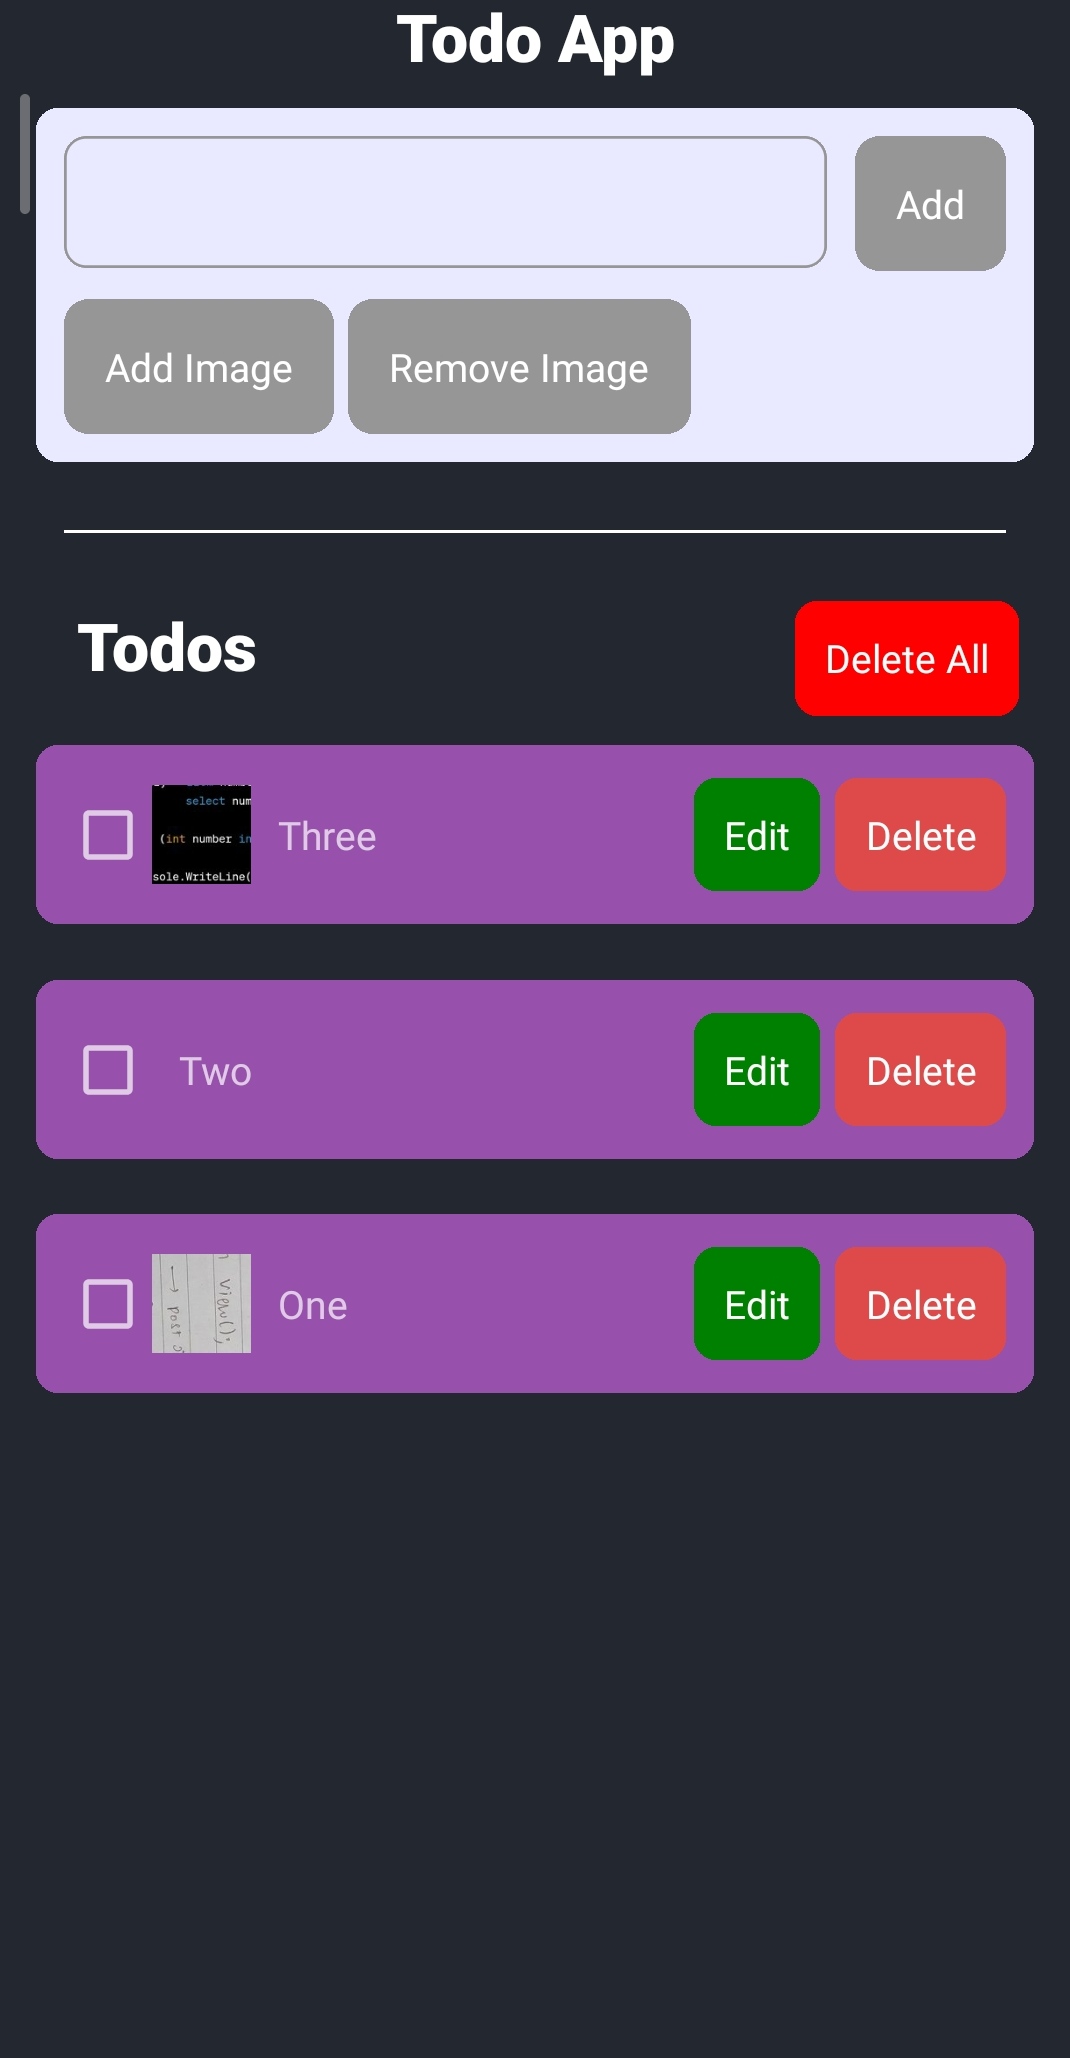 Todo App
Add
Add Image Remove Image
Todos
Delete All
select num
(int number in
sole.WriteLine(
Three
Edit
Delete
Two
Edit
Delete
view();
→ Post
One
Edit
Delete